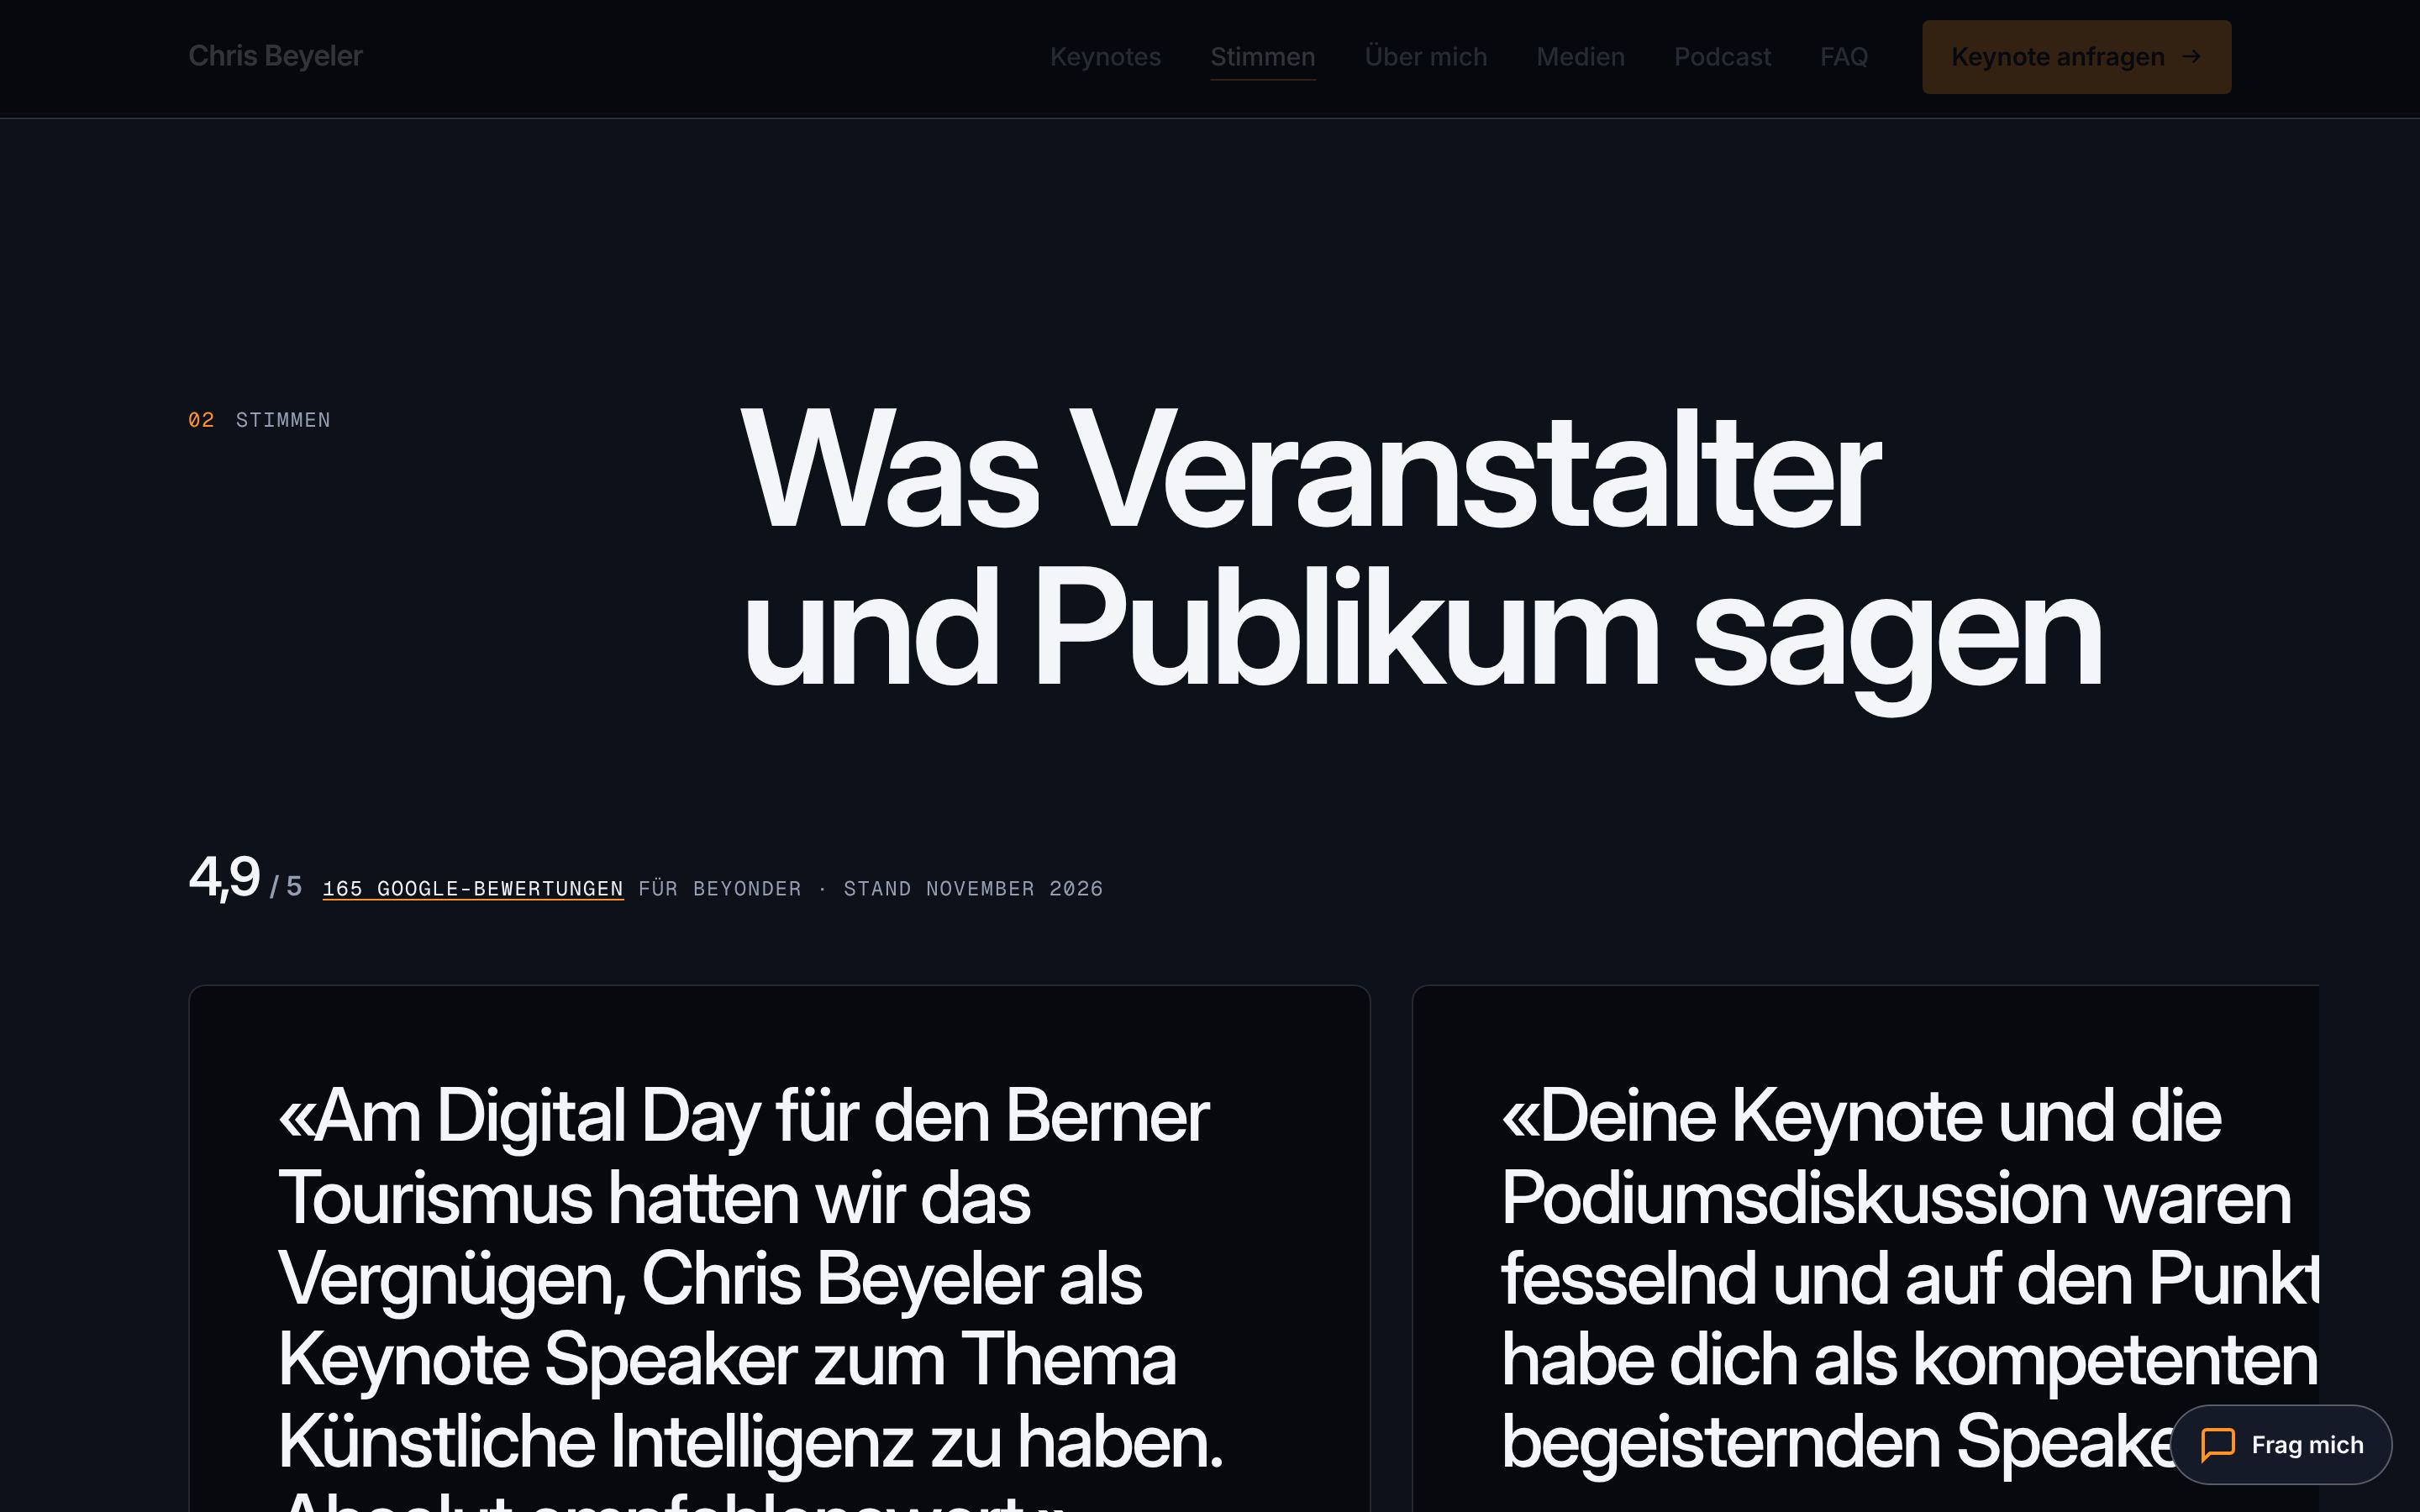 Chris Beyeler
Keynotes Stimmen Über mich Medien Podcast FAQ Keynote anfragen →
02 STIMMEN
Was Veranstalter
und Publikum sagen
4,9 / 5 165 GOOGLE-BEWERTUNGEN FÜR BEYONDER · STAND NOVEMBER 2026
«Am Digital Day für den Berner
Tourismus hatten wir das
Vergnügen, Chris Beyeler als
Keynote Speaker zum Thema
Künstliche Intelligenz zu haben.
Absolut empfehlenswert.»
«Deine Keynote und die
Podiumsdiskussion waren
fesselnd und auf den Punkt
habe dich als kompetenten
begeisternden Speake
Frag mich